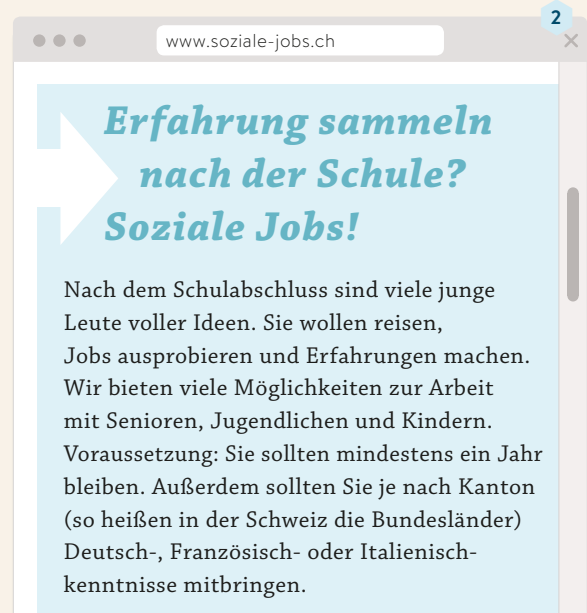 2
www.soziale-jobs.ch
Erfahrung sammeln
nach der Schule?
Soziale Jobs!
Nach dem Schulabschluss sind viele junge
Leute voller Ideen. Sie wollen reisen,
Jobs ausprobieren und Erfahrungen machen.
Wir bieten viele Möglichkeiten zur Arbeit
mit Senioren, Jugendlichen und Kindern.
Voraussetzung: Sie sollten mindestens ein Jahr
bleiben. Außerdem sollten Sie je nach Kanton
(so heißen in der Schweiz die Bundesländer)
Deutsch-, Französisch- oder Italienisch-
kenntnisse mitbringen.